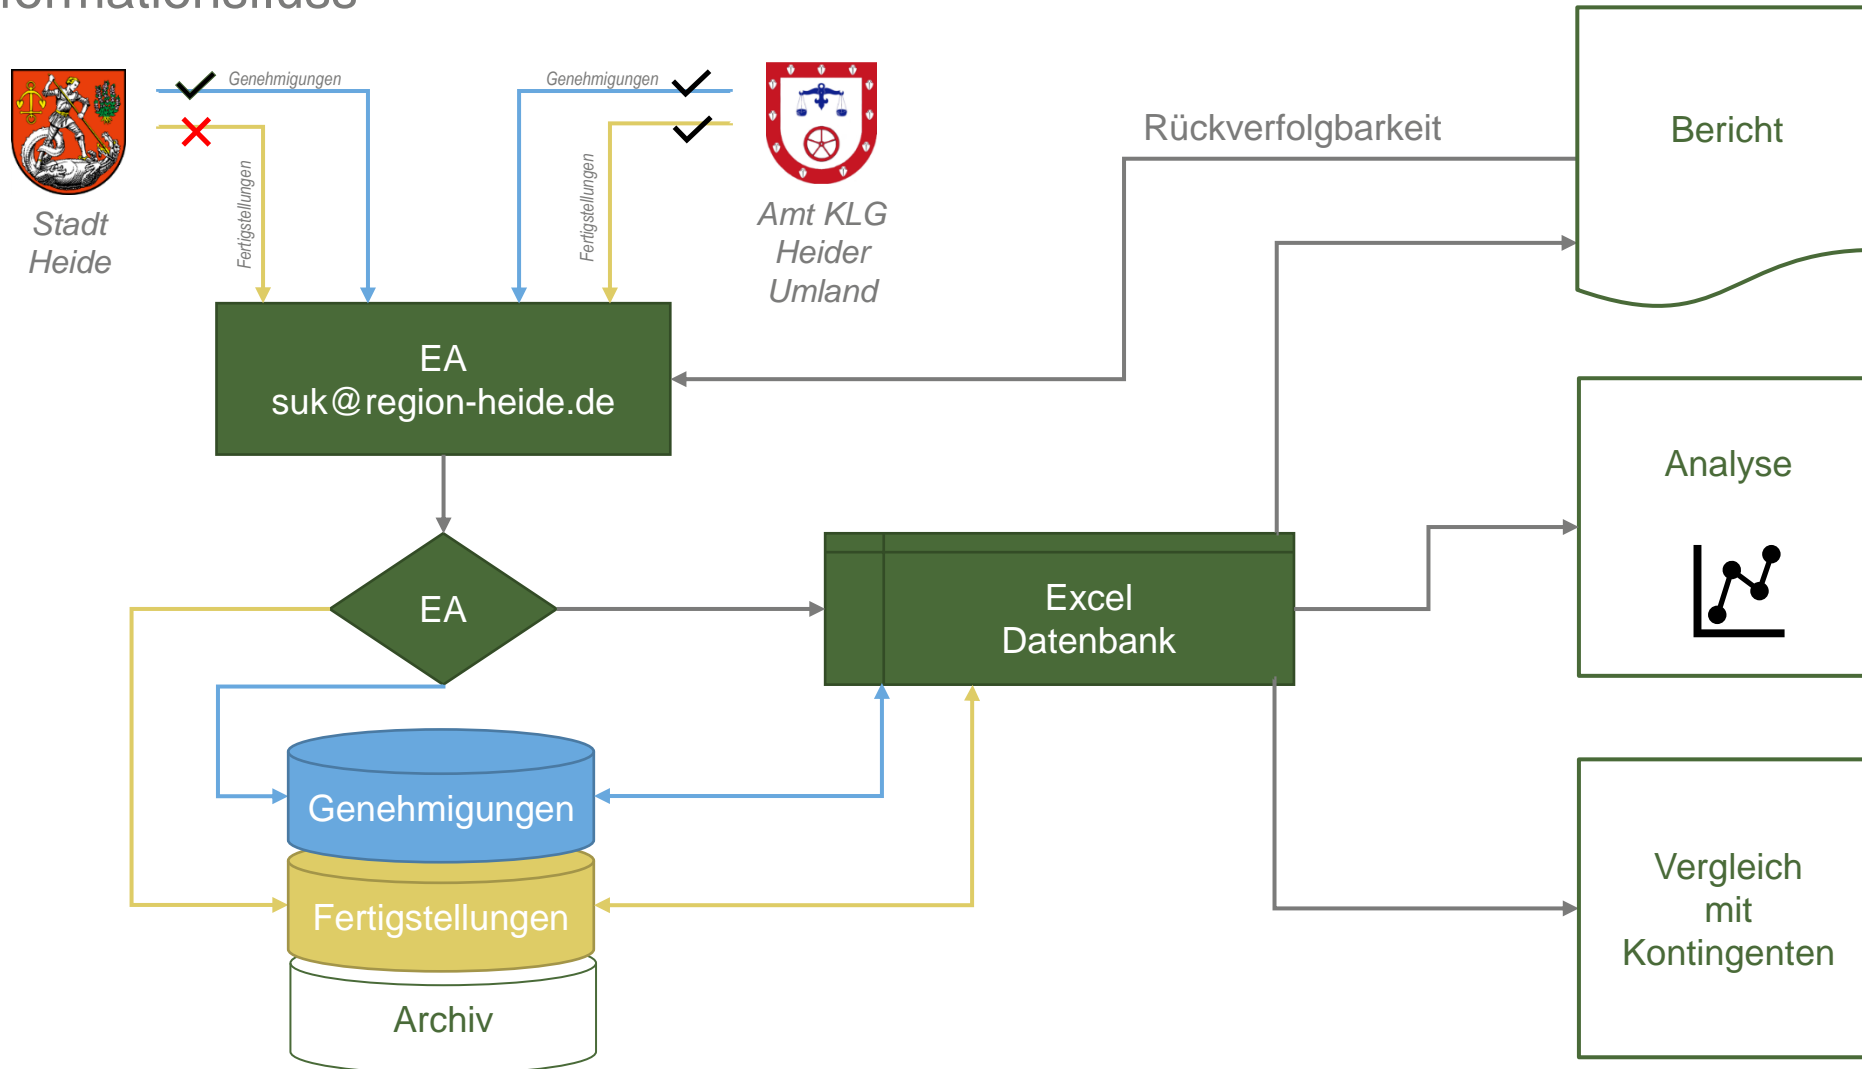 formationsfluss
Genehmigungen
Genehmigungen
Fertigstellungen
Fertigstellungen
Stadt
Heide
Amt KLG
Heider
Umland
Rückverfolgbarkeit
Bericht
EA
suk@region-heide.de
Analyse
EA
Excel
Datenbank
Genehmigungen
Fertigstellungen
Archiv
Vergleich
mit
Kontingenten